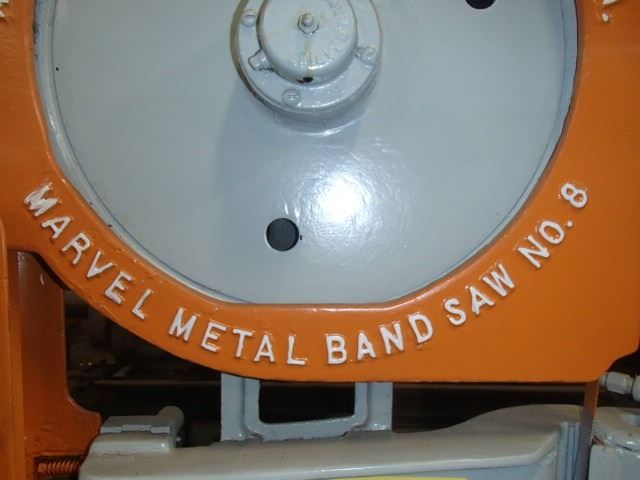 MARVEL METAL BAND SAW NO. 8